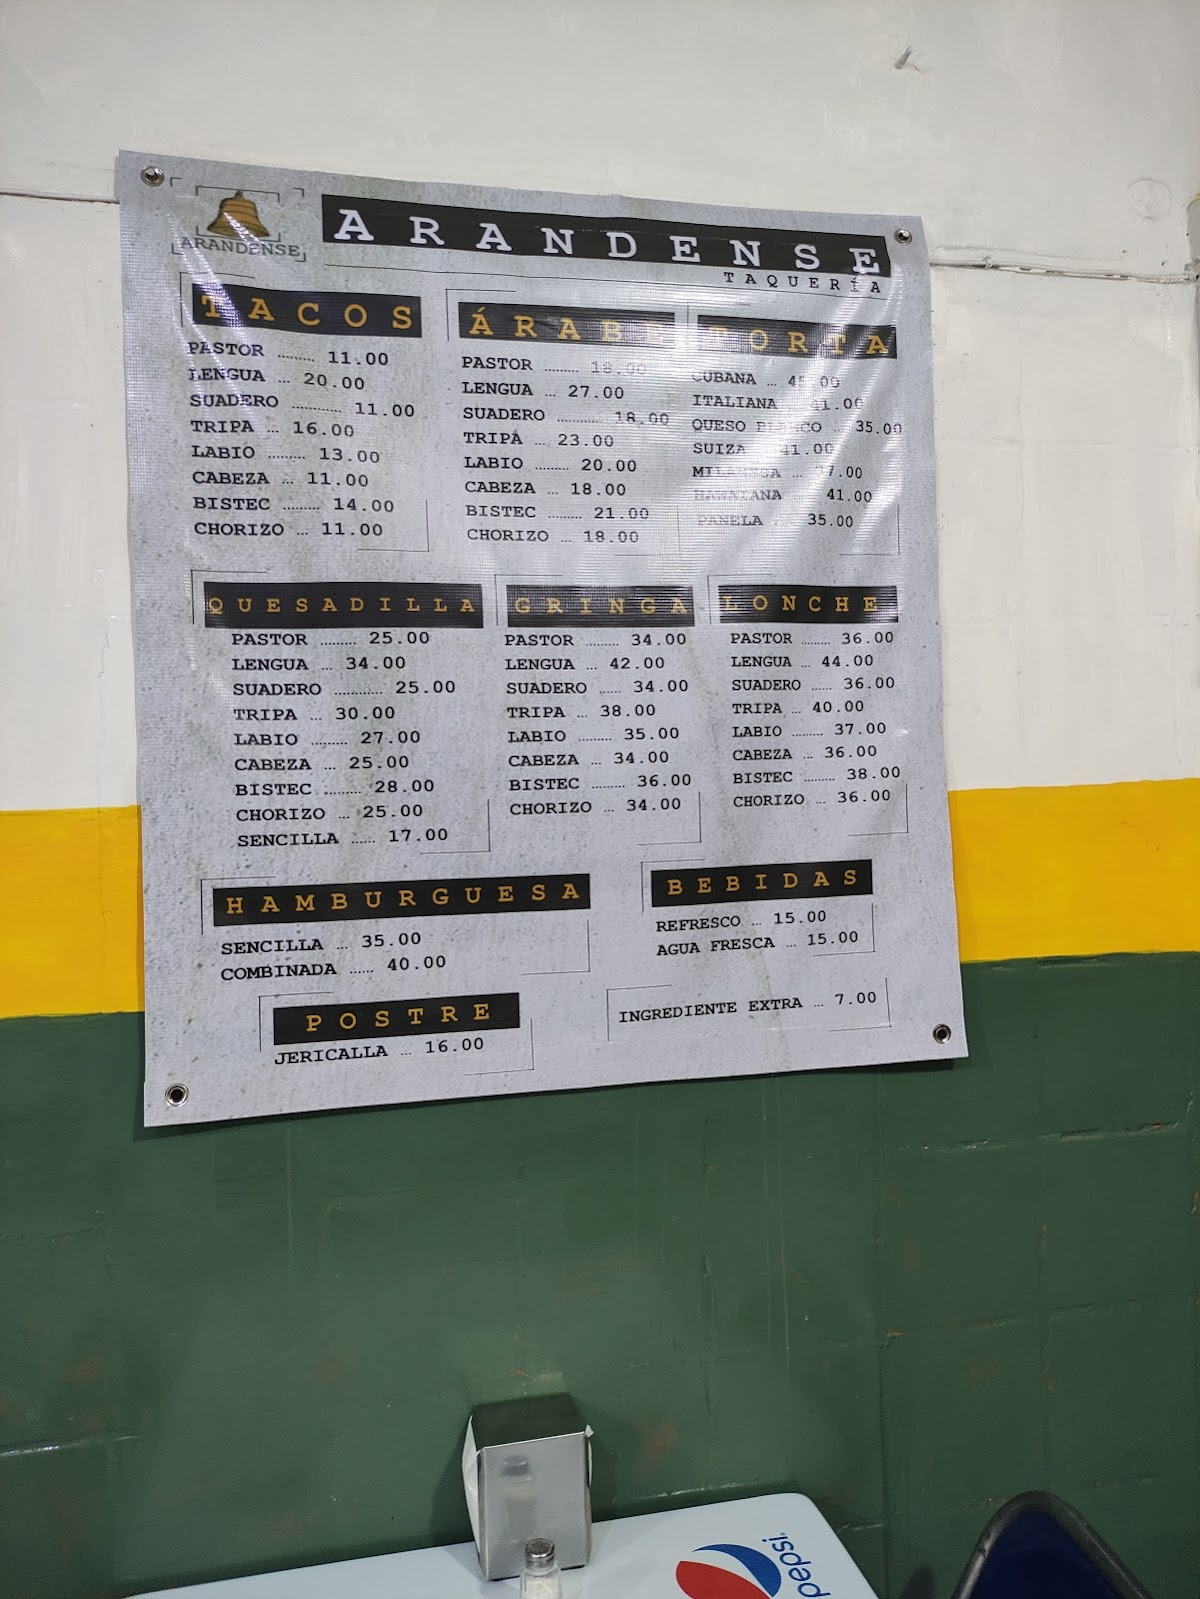 ARANDENSE
ARANDENSE
TAQUERÍA
TACOS
PASTOR ......... 11.00
LENGUA ... 20.00
SUADERO ............ 11.00
TRIPA ... 16.00
LABIO ......... 13.00
CABEZA ... 11.00
BISTEC ......... 14.00
CHORIZO ... 11.00
ÁRABE
PASTOR ......... 18.00
LENGUA ... 27.00
SUADERO ............ 18.00
TRIPA ... 23.00
LABIO ......... 20.00
CABEZA ... 18.00
BISTEC ......... 21.00
CHORIZO ... 18.00
TORTA
CUBANA ...
ITALIANA ... 41.00
QUESO ... 35.00
SUIZA ... 41.00
MILANESA ...
HAWAIANA ... 41.00
PANELA ... 35.00
QUESADILLA
PASTOR ......... 25.00
LENGUA ... 34.00
SUADERO ............ 25.00
TRIPA ... 30.00
LABIO ......... 27.00
CABEZA ... 25.00
BISTEC ......... 28.00
CHORIZO ... 25.00
SENCILLA ...... 17.00
GRINGA
PASTOR ......... 34.00
LENGUA ... 42.00
SUADERO ...... 34.00
TRIPA ... 38.00
LABIO ......... 35.00
CABEZA ... 34.00
BISTEC ......... 36.00
CHORIZO ... 34.00
LONCHE
PASTOR ......... 36.00
LENGUA ... 44.00
SUADERO ...... 36.00
TRIPA ... 40.00
LABIO ......... 37.00
CABEZA ... 36.00
BISTEC ......... 38.00
CHORIZO ... 36.00
HAMBURGUESA
SENCILLA ... 35.00
COMBINADA ...... 40.00
BEBIDAS
REFRESCO ... 15.00
AGUA FRESCA ... 15.00
POSTRE
JERICALLA ... 16.00
INGREDIENTE EXTRA ... 7.00
pepsi